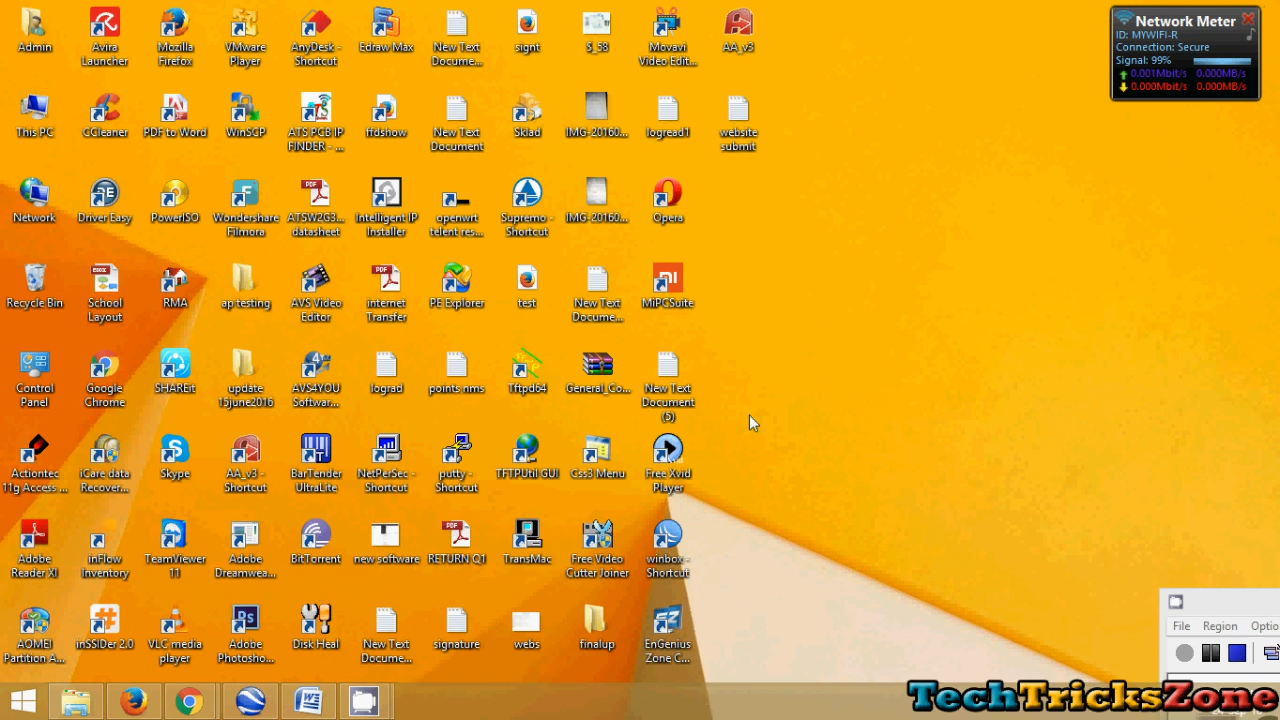 Admin
Avira
Launcher
Mozilla
Firefox
VMware
Player
AnyDesk -
Shortcut
Edraw Max
New Text
Docume...
signt
S_58
Movavi
Video Edit...
AA_v3
This PC
CCleaner
PDF to Word
WinSCP
ATS PCB IP
FINDER - ...
ffdshow
New Text
Document
Sklad
IMG-20160...
logread1
website
submit
Network
Driver Easy
PowerISO
Wondershare
Filmora
ATSW2G3...
datasheet
Intelligent IP
Installer
openwrt
telent res...
Supremo -
Shortcut
IMG-20160...
Opera
Recycle Bin
School
Layout
RMA
ap testing
AVS Video
Editor
internet
Transfer
PE Explorer
test
New Text
Docume...
MiPCSuite
Control
Panel
Google
Chrome
SHAREit
update
15june2016
AVS4YOU
Softwar...
lograd
points nms
Tftpd64
General_Co...
New Text
Document
(5)
Actiontec
11g Access ...
iCare data
Recover...
Skype
AA_v3 -
Shortcut
BarTender
UltraLite
NetPerSec -
Shortcut
putty -
Shortcut
TFTPUtil GUI
Css3 Menu
Free Xvid
Player
Adobe
Reader XI
inFlow
Inventory
TeamViewer
11
Adobe
Dreamwea...
BitTorrent
new software
RETURN Q1
TransMac
Free Video
Cutter Joiner
winbox -
Shortcut
AOMEI
Partition A...
inSSIDer 2.0
VLC media
player
Adobe
Photosho...
Disk Heal
New Text
Docume...
signature
webs
finalup
EnGenius
Zone C...
Network Meter
ID: MYWIFI-R
Connection: Secure
Signal: 99%
0.001Mbit/s 0.000MB/s
0.000Mbit/s 0.000MB/s
File Region Optio
TechTricksZone